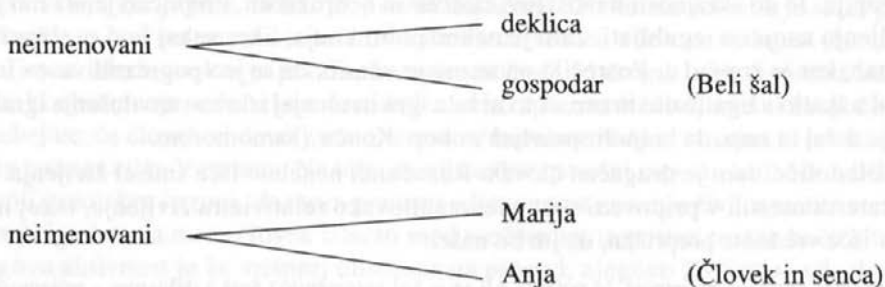 deklica
neimenovani
gospodar (Beli šal)
Marija
neimenovani
Anja (Človek in senca)